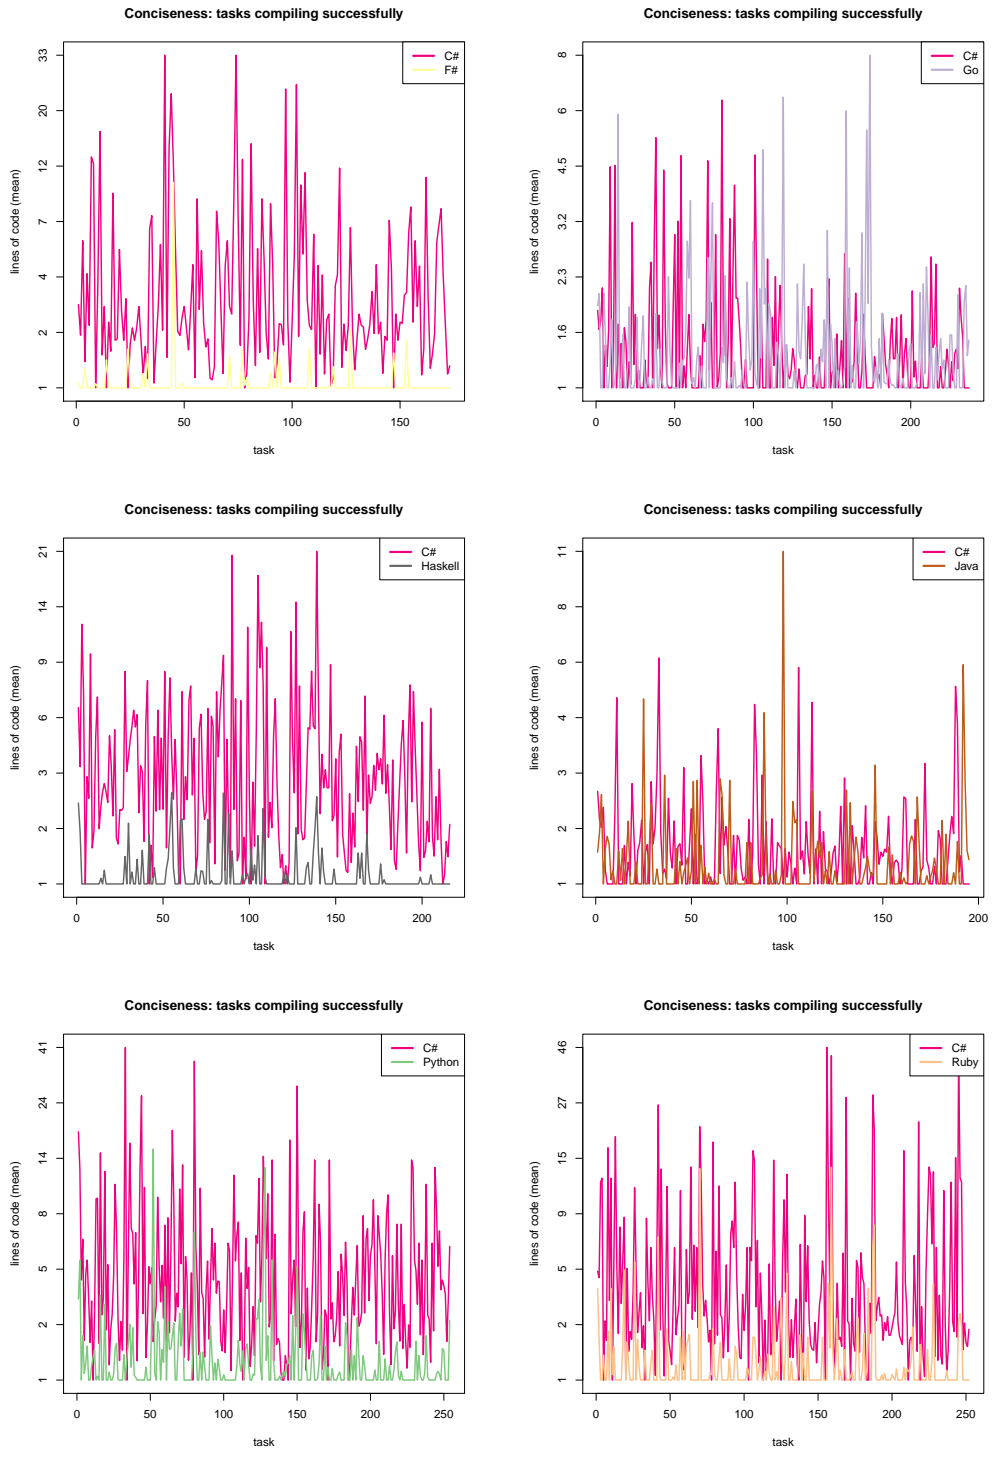 Conciseness: tasks compiling successfully
C#
F#
lines of code (mean)
33
20
12
7
4
2
1
0
50
100
150
task
Conciseness: tasks compiling successfully
C#
Go
lines of code (mean)
8
6
4.5
3.2
2.3
1.6
1
0
50
100
150
200
task
Conciseness: tasks compiling successfully
C#
Haskell
lines of code (mean)
21
14
9
6
3
2
1
0
50
100
150
200
task
Conciseness: tasks compiling successfully
C#
Java
lines of code (mean)
11
8
6
4
3
2
1
0
50
100
150
200
task
Conciseness: tasks compiling successfully
C#
Python
lines of code (mean)
41
24
14
8
5
2
1
0
50
100
150
200
250
task
Conciseness: tasks compiling successfully
C#
Ruby
lines of code (mean)
46
27
15
9
5
2
1
0
50
100
150
200
250
task